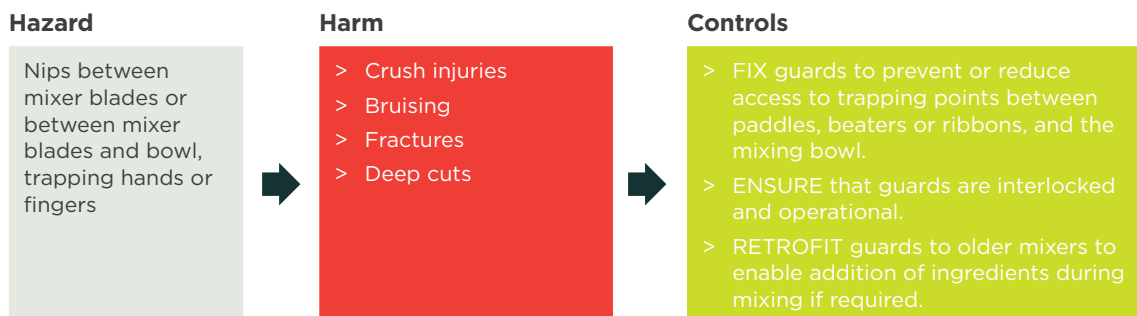 Hazard
Nips between
mixer blades or
between mixer
blades and bowl,
trapping hands or
fingers
Harm
> Crush injuries
> Bruising
> Fractures
> Deep cuts
Controls
> FIX guards to prevent or reduce
access to trapping points between
paddles, beaters or ribbons, and the
mixing bowl.
> ENSURE that guards are interlocked
and operational.
> RETROFIT guards to older mixers to
enable addition of ingredients during
mixing if required.